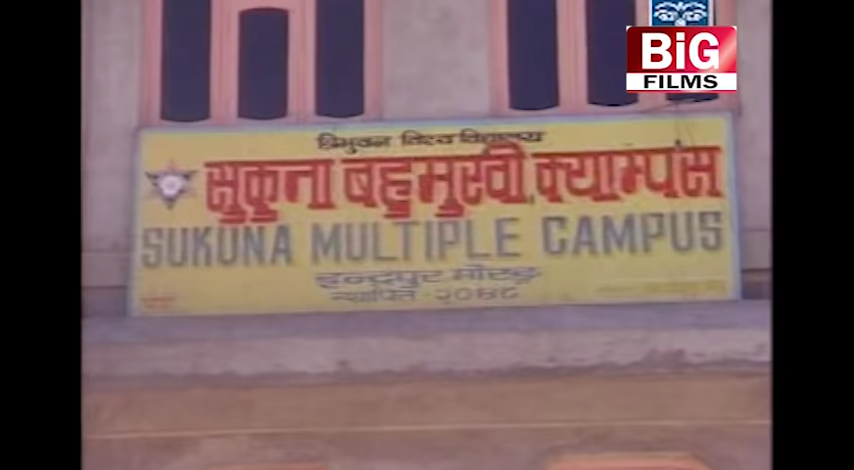 BiG
FILMS
त्रिभुवन विश्व विद्यालय
सुकुना बहुमुखी क्याम्पस
SUKUNA MULTIPLE CAMPUS
इन्द्रपुर मोरङ्ग
स्थापित - २०४८